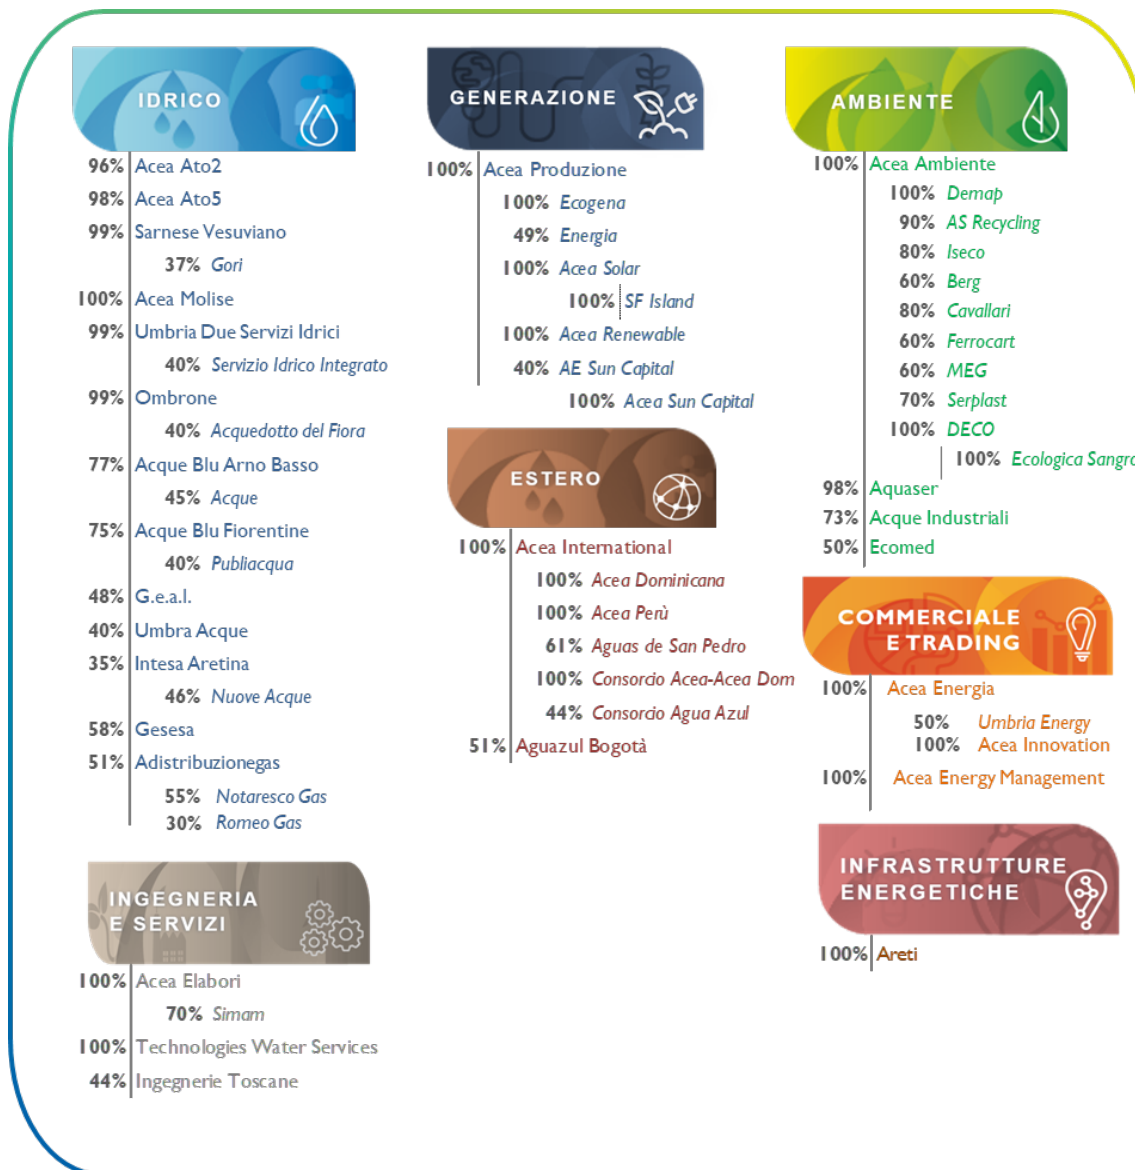 IDRICO
96% Acea Ato2
98% Acea Ato5
99% Sarnese Vesuviano
37% Gori
100% Acea Molise
99% Umbria Due Servizi Idrici
40% Servizio Idrico Integrato
99% Ombrone
40% Acquedotto del Fiora
77% Acque Blu Arno Basso
45% Acque
75% Acque Blu Fiorentine
40% Publiacqua
48% G.e.a.l.
40% Umbra Acque
35% Intesa Aretina
46% Nuove Acque
58% Gesesa
51% Adistribuzionegas
55% Notaresco Gas
30% Romeo Gas
INGEGNERIA
E SERVIZI
100% Acea Elabori
70% Simam
100% Technologies Water Services
44% Ingegnerie Toscane
GENERAZIONE
100% Acea Produzione
100% Ecogena
49% Energia
100% Acea Solar
100% SF Island
100% Acea Renewable
40% AE Sun Capital
100% Acea Sun Capital
ESTERO
100% Acea International
100% Acea Dominicana
100% Acea Perù
61% Aguas de San Pedro
100% Consorcio Acea-Acea Dom
44% Consorcio Agua Azul
51% Aguazul Bogotà
AMBIENTE
100% Acea Ambiente
100% Demap
90% AS Recycling
80% Iseco
60% Berg
80% Cavallari
60% Ferrocart
60% MEG
70% Serplast
100% DECO
100% Ecologica Sangro
98% Aquaser
73% Acque Industriali
50% Ecomed
COMMERCIALE
E TRADING
100% Acea Energia
50% Umbria Energy
100% Acea Innovation
100% Acea Energy Management
INFRASTRUTTURE
ENERGETICHE
100% Areti